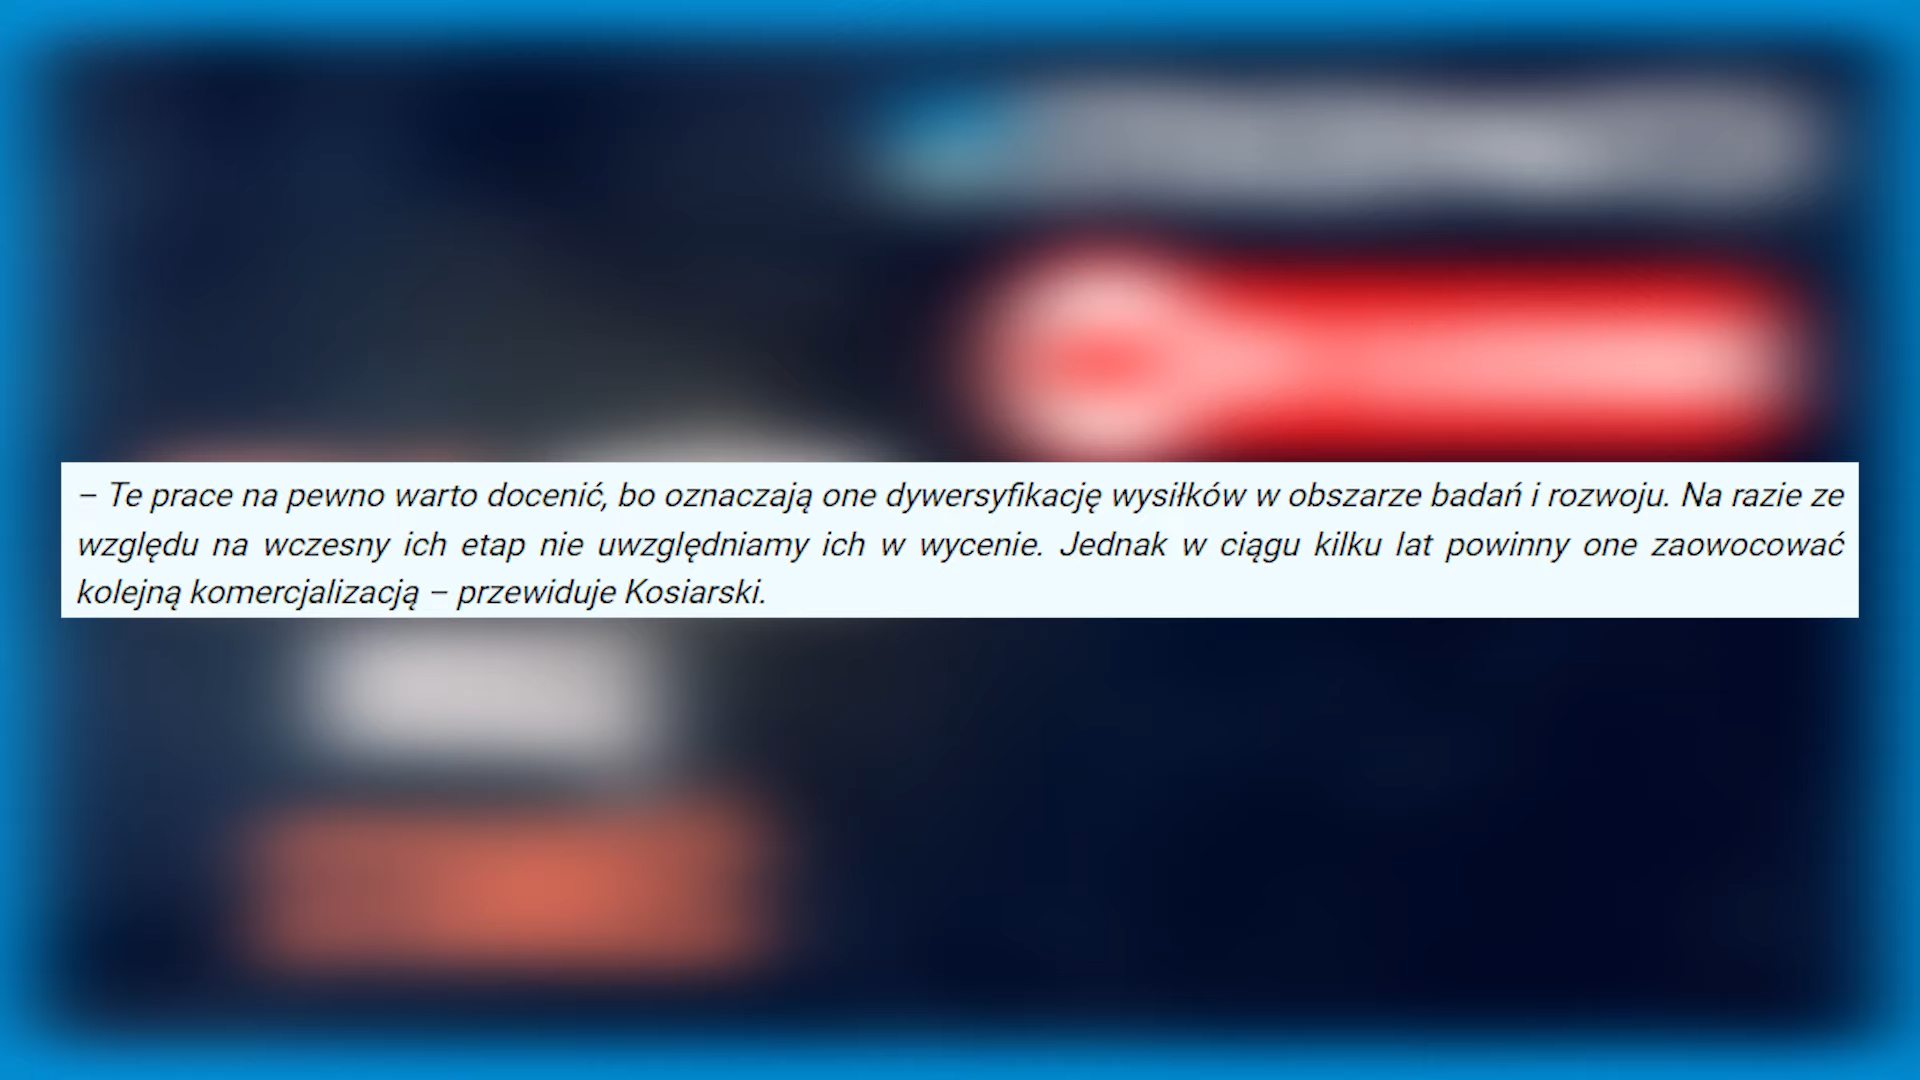 – Te prace na pewno warto docenić, bo oznaczają one dywersyfikację wysiłków w obszarze badań i rozwoju. Na razie ze
względu na wczesny ich etap nie uwzględniamy ich w wycenie. Jednak w ciągu kilku lat powinny one zaowocować
kolejną komercjalizacją – przewiduje Kosiarski.